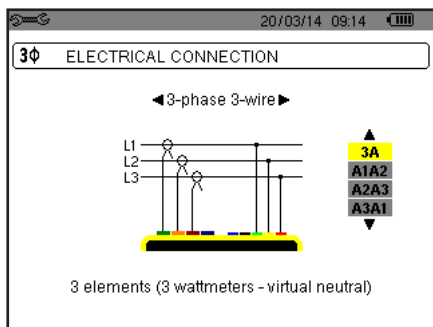 20/03/14 09:14
3Φ ELECTRICAL CONNECTION
◄3-phase 3-wire►
L1
L2
L3
3A
A1A2
A2A3
A3A1
3 elements (3 wattmeters - virtual neutral)